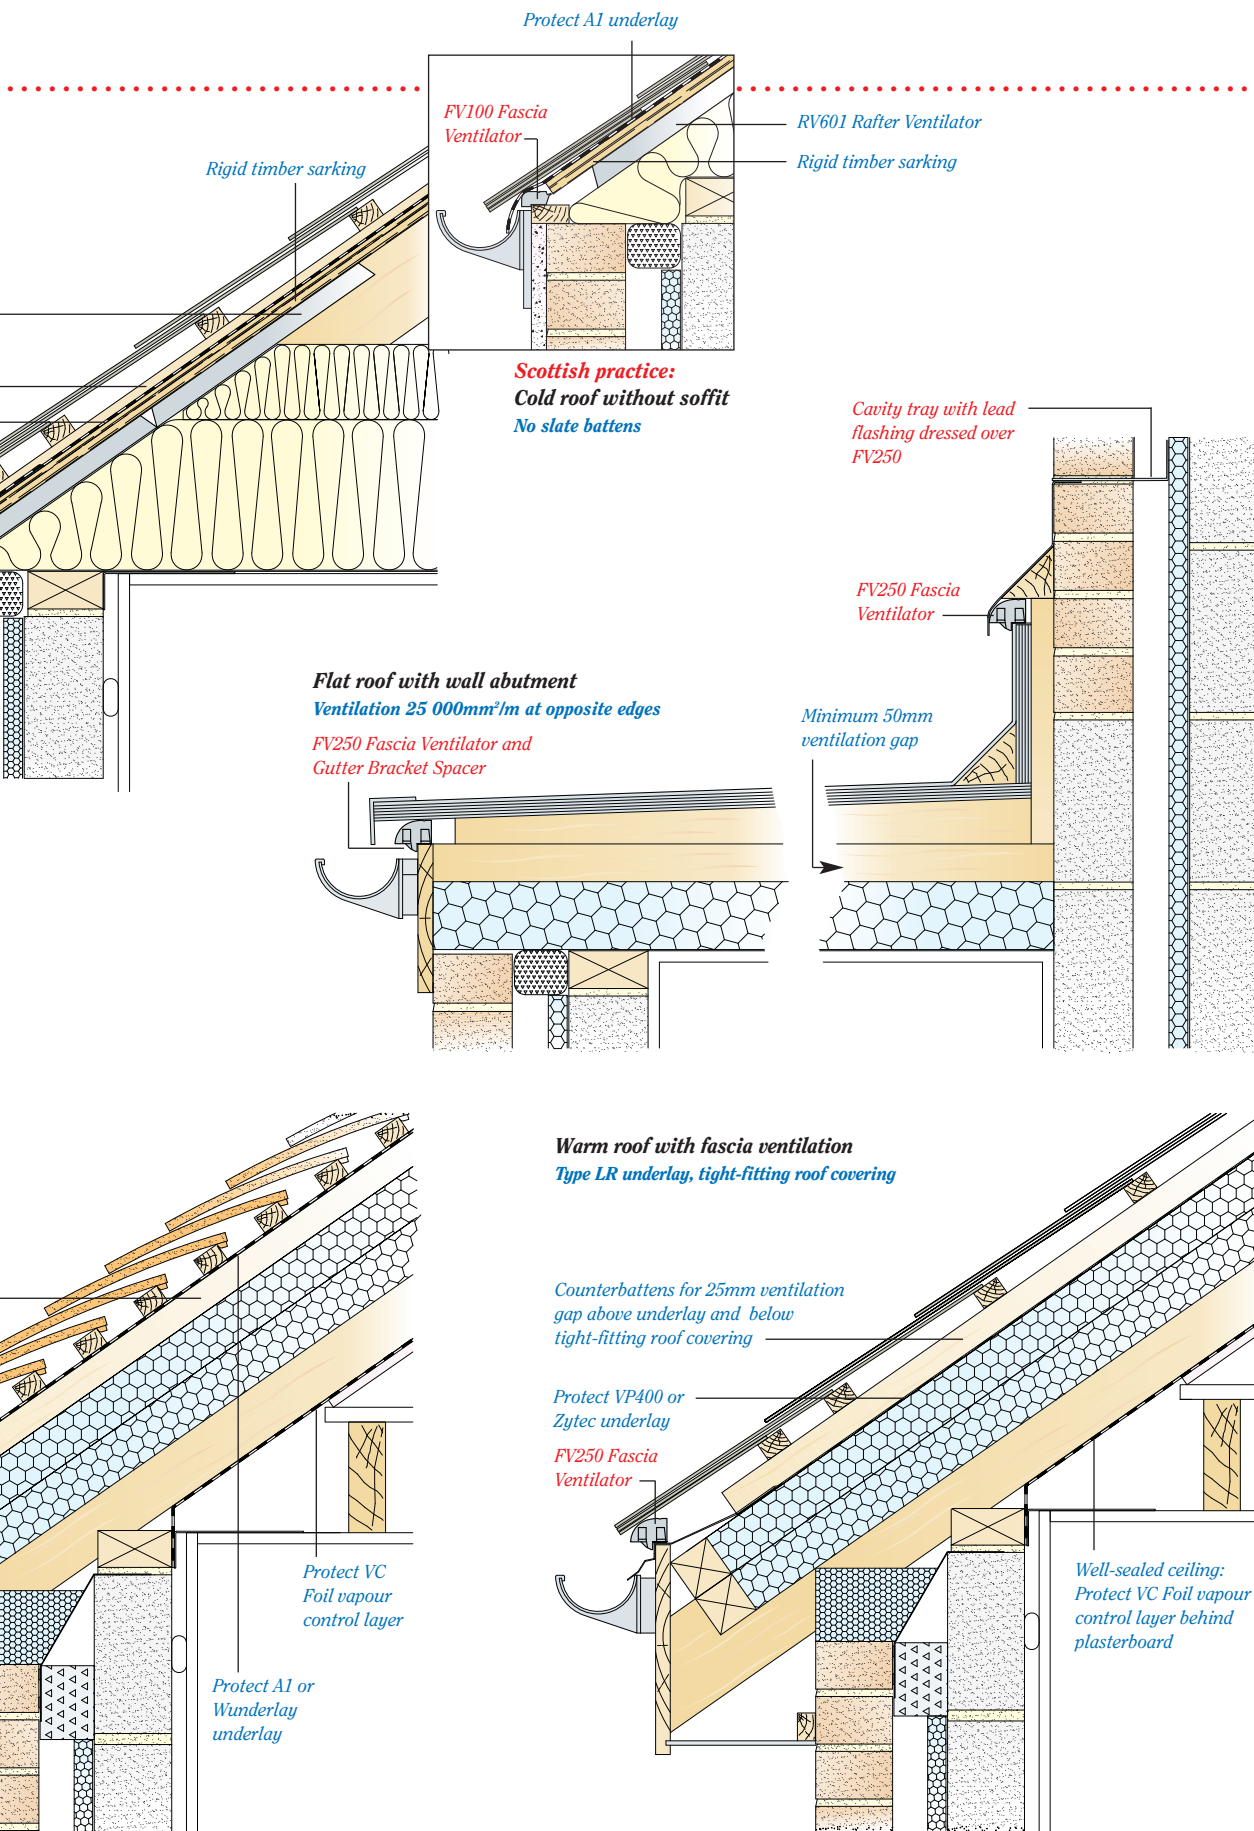 Protect A1 underlay
FV100 Fascia
Ventilator
RV601 Rafter Ventilator
Rigid timber sarking
Rigid timber sarking
Scottish practice:
Cold roof without soffit
No slate battens
Cavity tray with lead
flashing dressed over
FV250
FV250 Fascia
Ventilator
Flat roof with wall abutment
Ventilation 25 000mm²/m at opposite edges
FV250 Fascia Ventilator and
Gutter Bracket Spacer
Minimum 50mm
ventilation gap
Warm roof with fascia ventilation
Type LR underlay, tight-fitting roof covering
Counterbattens for 25mm ventilation
gap above underlay and below
tight-fitting roof covering
Protect VP400 or
Zytec underlay
FV250 Fascia
Ventilator
Protect VC
Foil vapour
control layer
Protect A1 or
Wunderlay
underlay
Well-sealed ceiling:
Protect VC Foil vapour
control layer behind
plasterboard